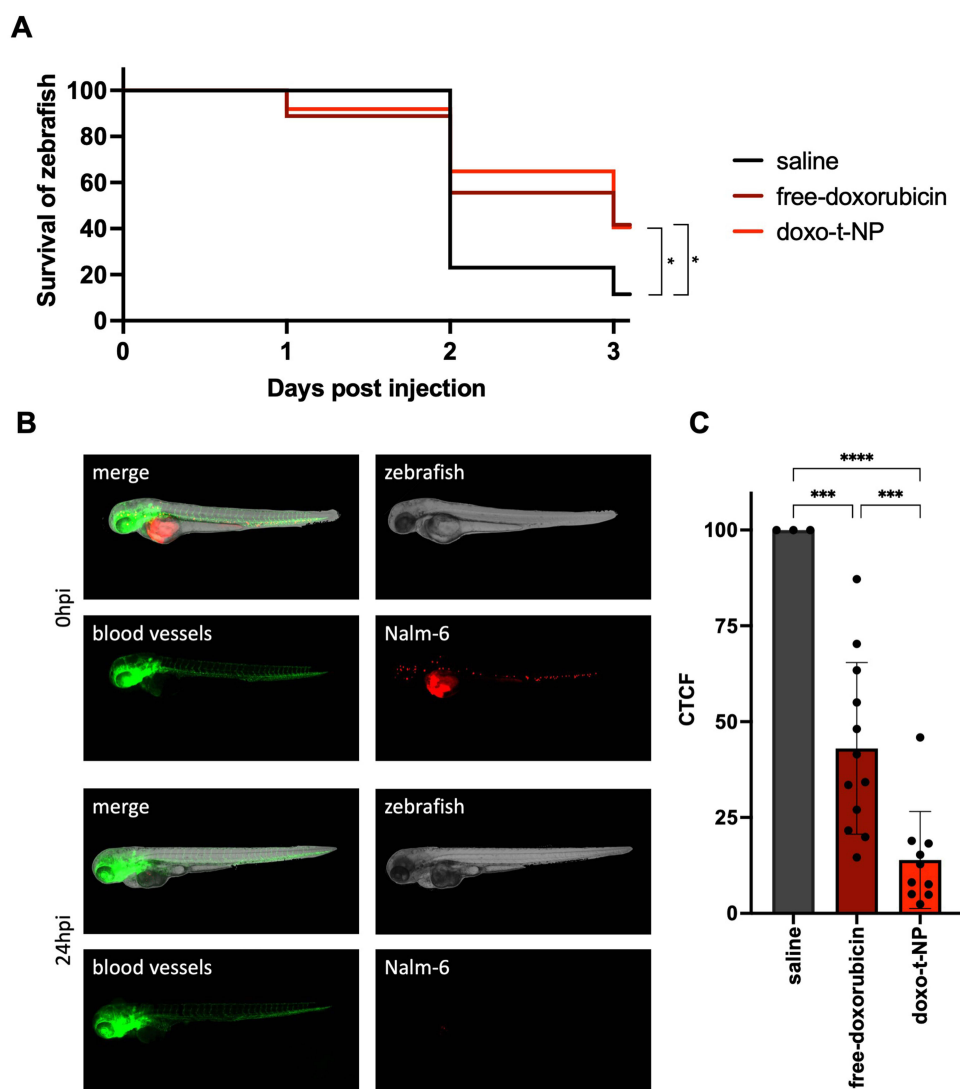 A
Survival of zebrafish
100
80
60
40
20
0
0 1 2 3
Days post injection
saline
free-doxorubicin
doxo-t-NP
* *
B
0hpi
merge
zebrafish
blood vessels
Nalm-6
24hpi
merge
zebrafish
blood vessels
Nalm-6
C
****
*** ***
CTCF
100
75
50
25
0
saline
free-doxorubicin
doxo-t-NP